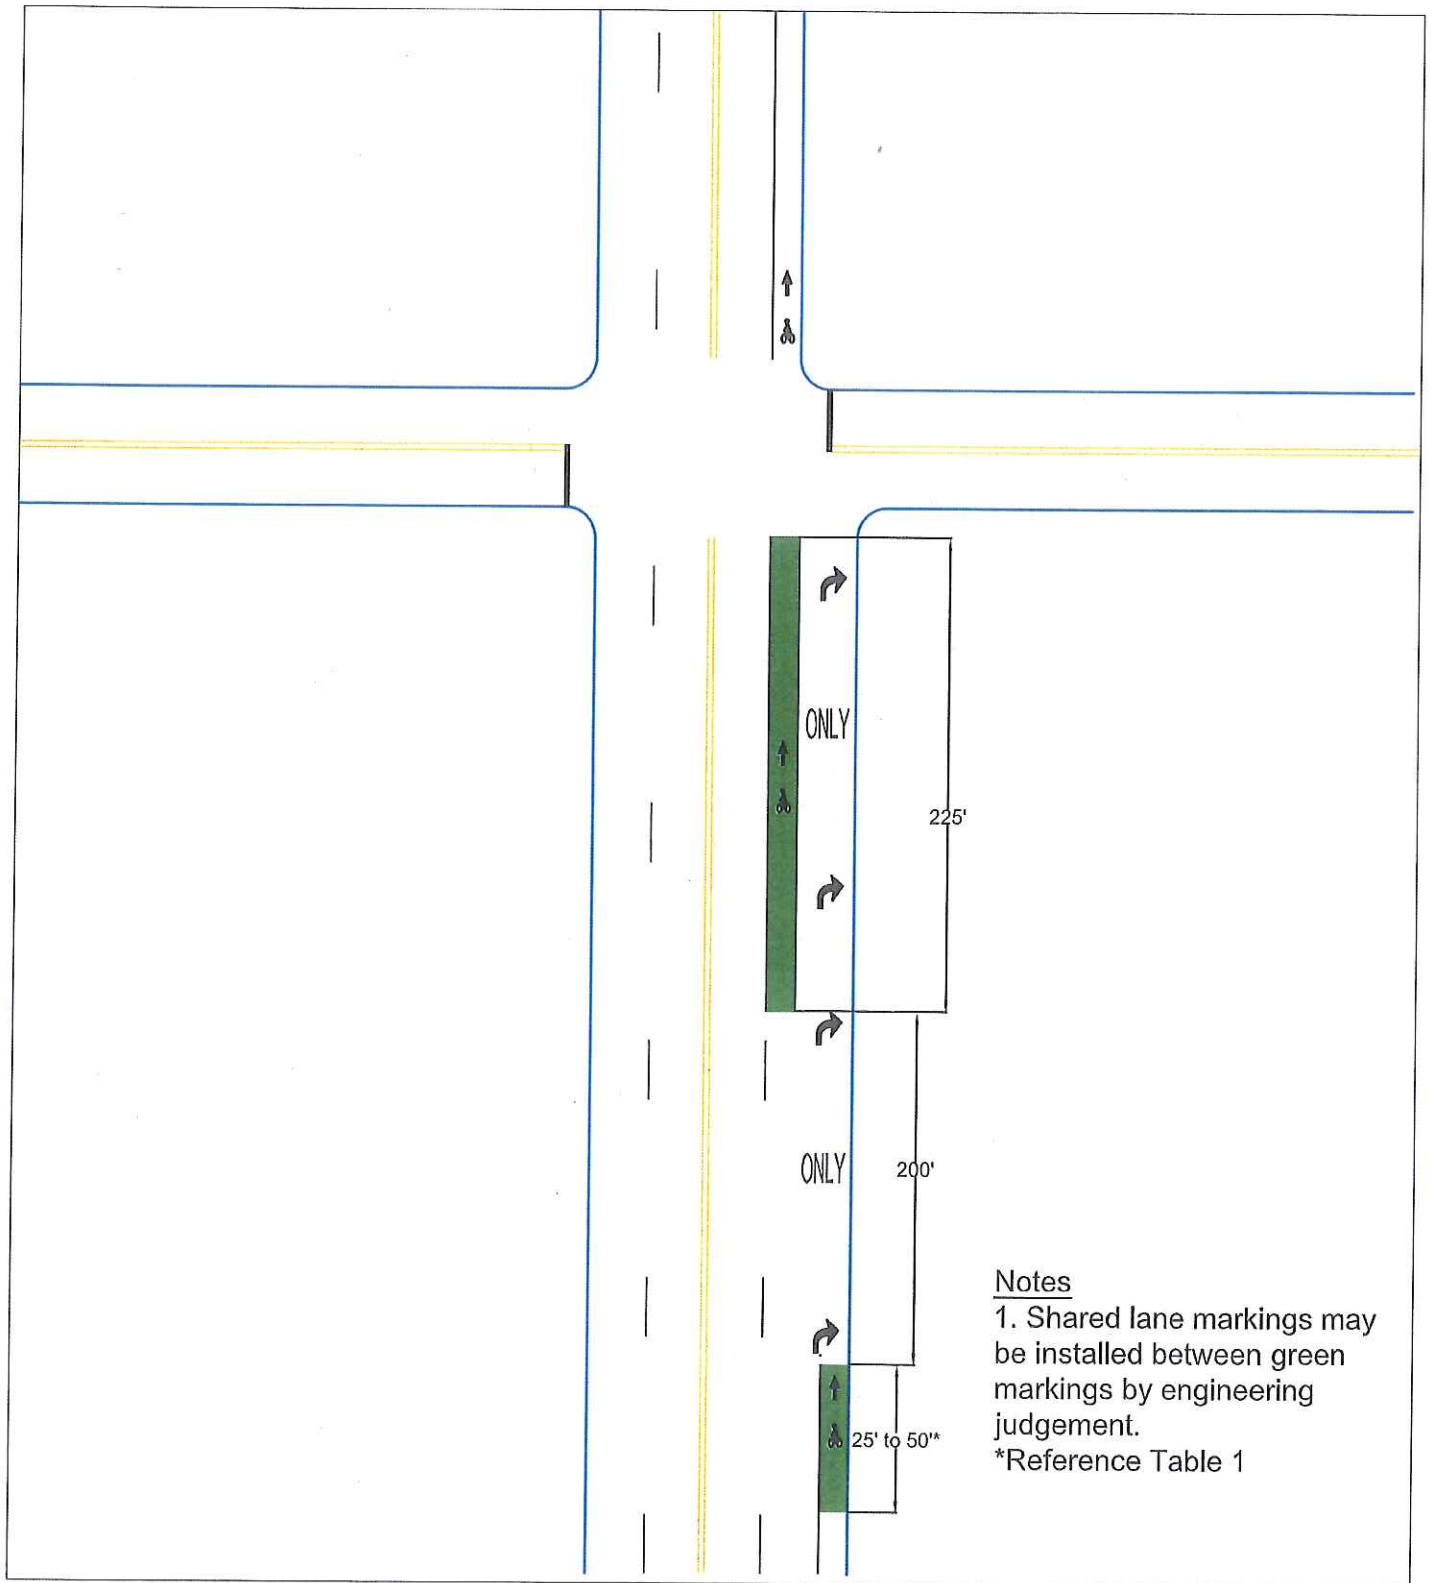 ONLY
225'
ONLY
200'
25' to 50'*
Notes
1. Shared lane markings may
be installed between green
markings by engineering
judgement.
*Reference Table 1